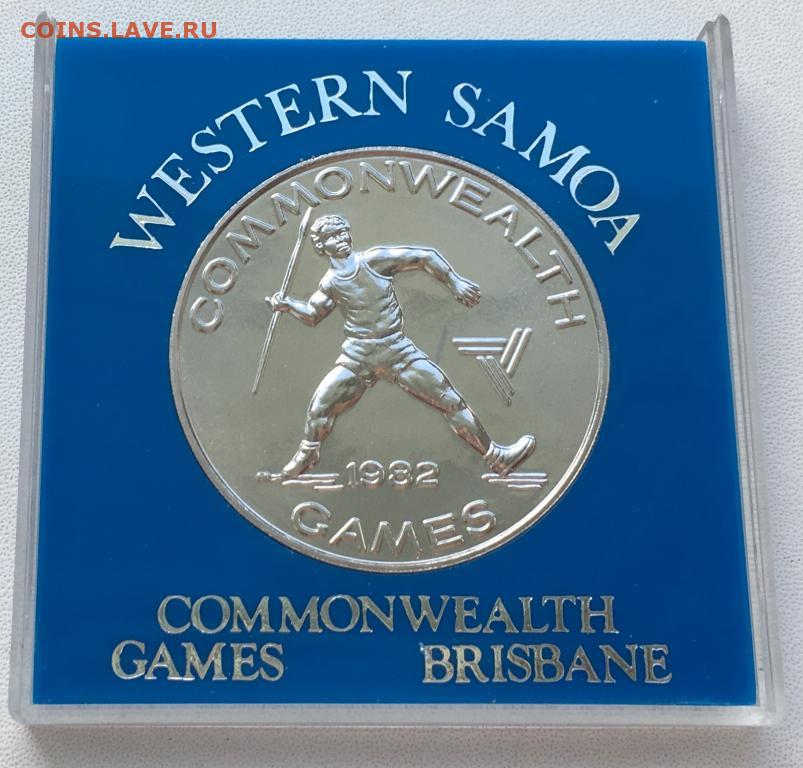 COINS.LAVE.RU
WESTERN SAMOA
COMMONWEALTH
1982
GAMES
COMMONWEALTH
GAMES BRISBANE